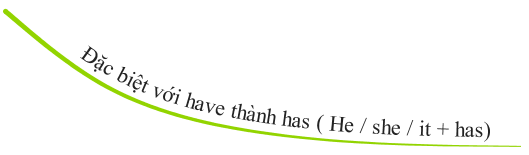 Đặc biệt với have thành has ( He / she / it + has)